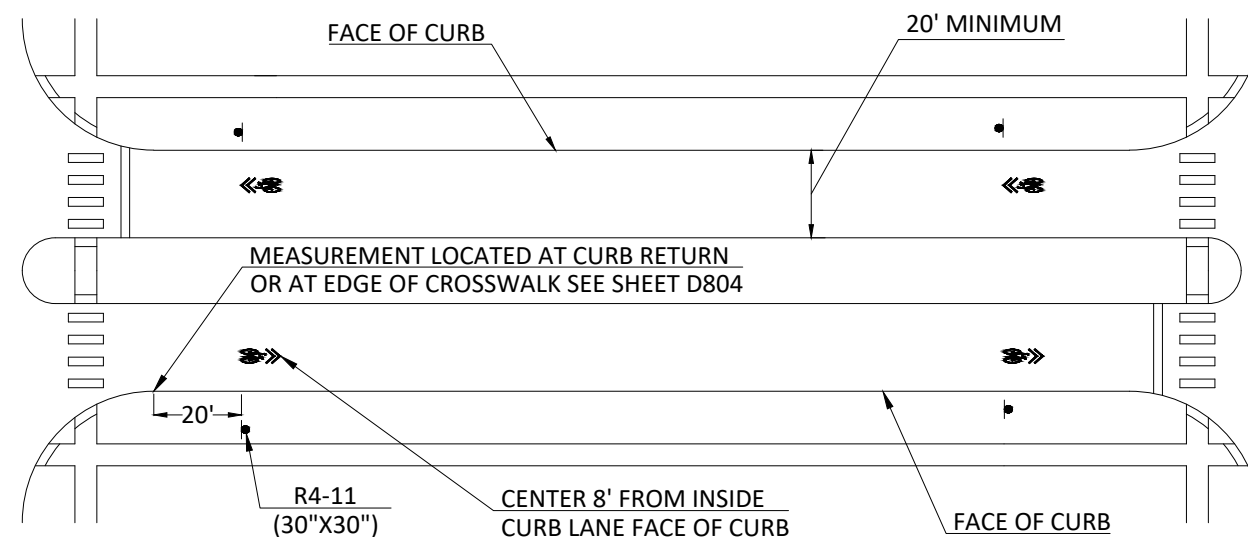 FACE OF CURB
20' MINIMUM
MEASUREMENT LOCATED AT CURB RETURN
OR AT EDGE OF CROSSWALK SEE SHEET D804
20'
R4-11
(30"X30")
CENTER 8' FROM INSIDE
CURB LANE FACE OF CURB
FACE OF CURB